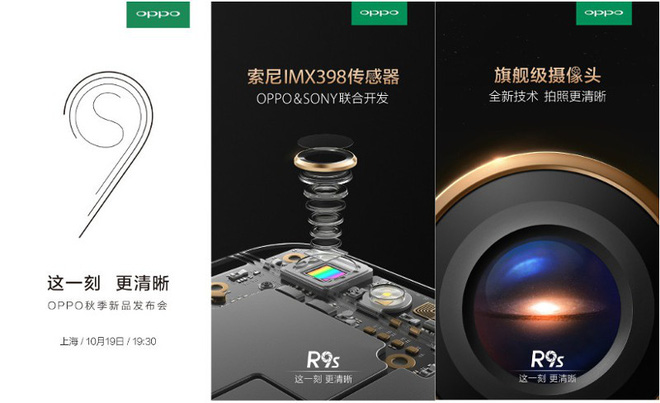 oppo
9
这一刻 更清晰
OPPO秋季新品发布会
上海 / 10月19日 / 19:30
oppo
索尼IMX398传感器
OPPO&SONY联合开发
R9s
这一刻 更清晰
oppo
旗舰级摄像头
全新技术 拍照更清晰
R9s
这一刻 更清晰